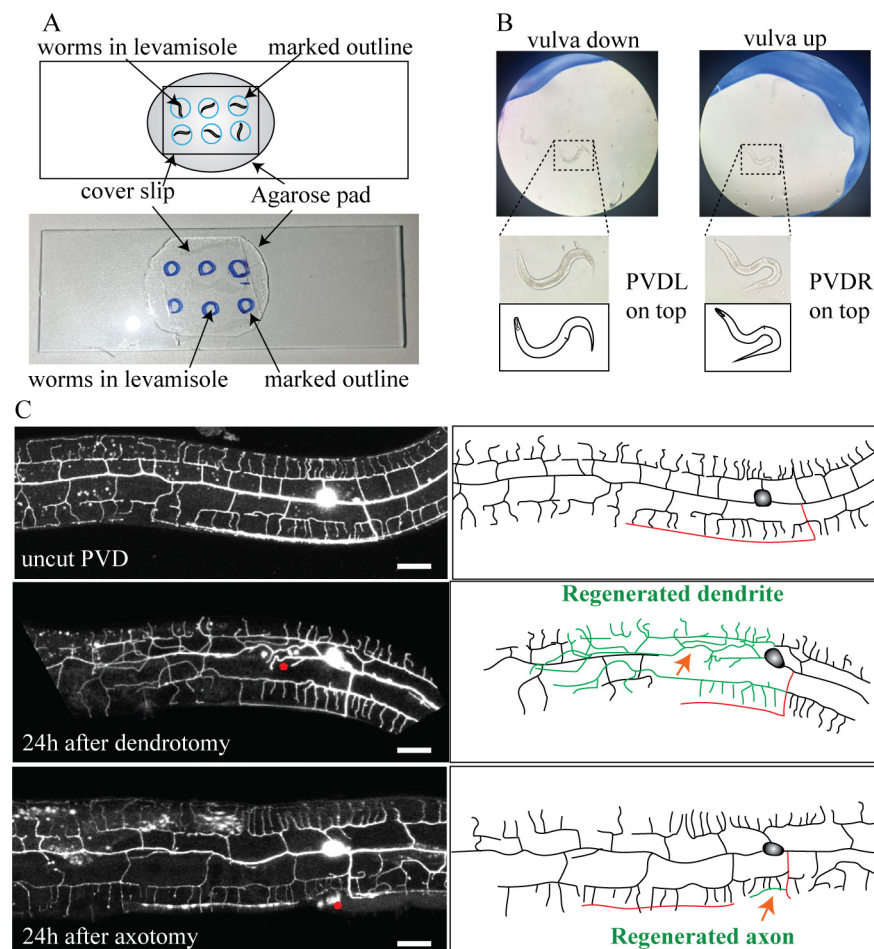 A
worms in levamisole
marked outline
cover slip
Agarose pad
worms in levamisole
marked outline
B
vulva down
vulva up
PVDL
on top
PVDR
on top
C
uncut PVD
Regenerated dendrite
24h after dendrotomy
24h after axotomy
Regenerated axon